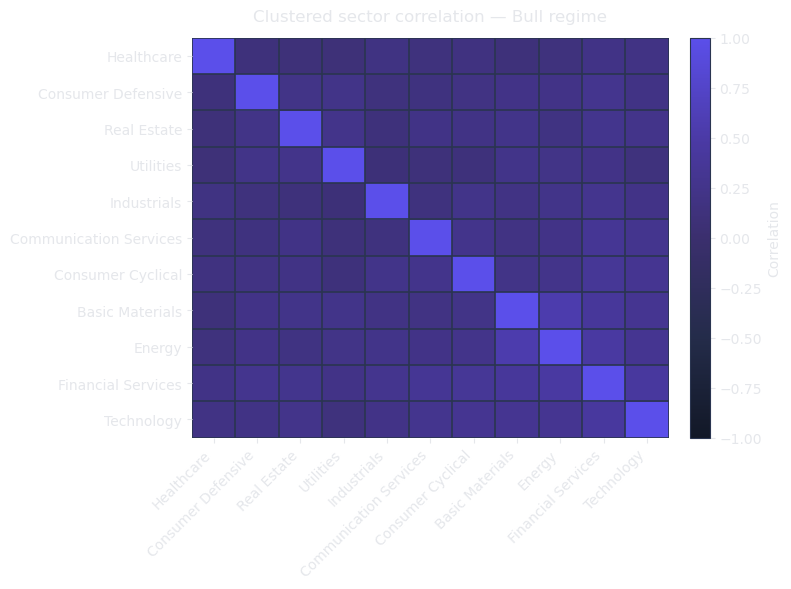 Clustered sector correlation — Bull regime
Healthcare
Consumer Defensive
Real Estate
Utilities
Industrials
Communication Services
Consumer Cyclical
Basic Materials
Energy
Financial Services
Technology
1.00
0.75
0.50
0.25
0.00
−0.25
−0.50
−0.75
−1.00
Correlation
Healthcare
Consumer Defensive
Real Estate
Utilities
Industrials
Communication Services
Consumer Cyclical
Basic Materials
Energy
Financial Services
Technology